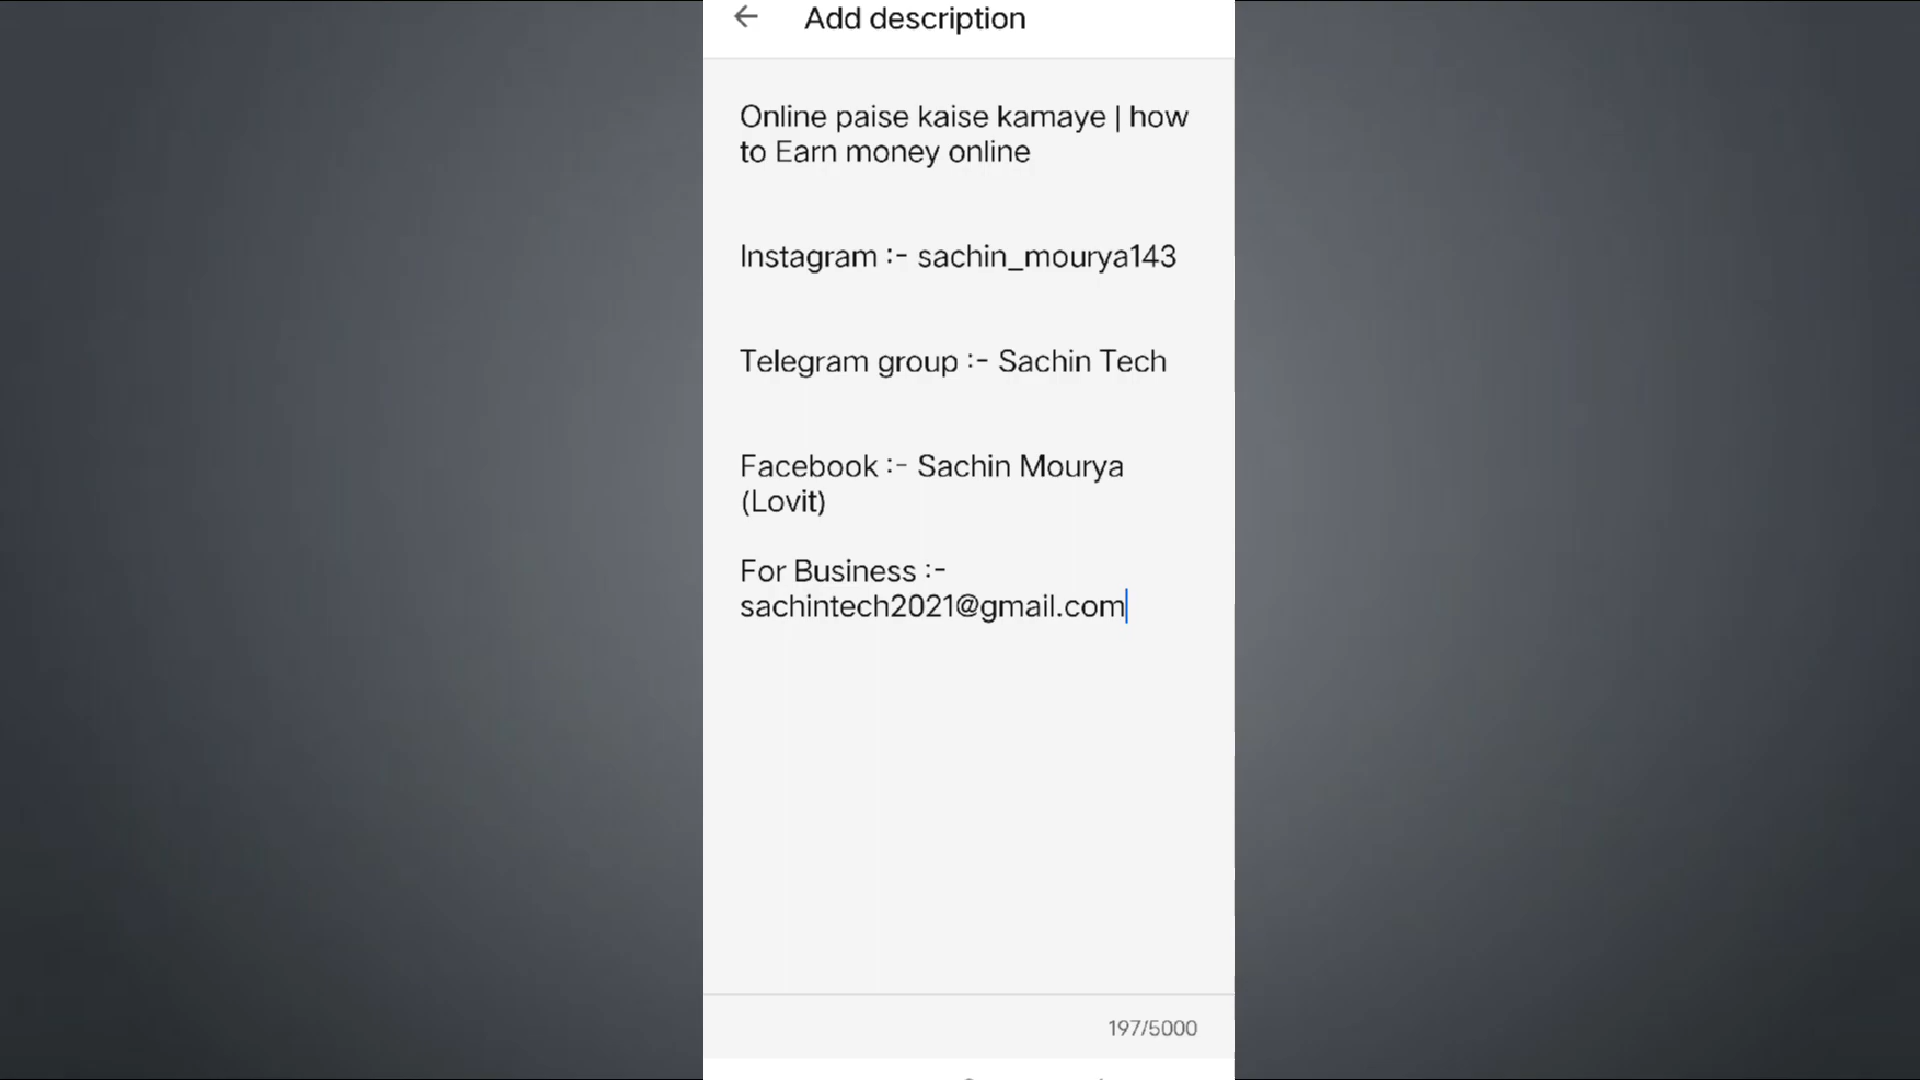 Add description
Online paise kaise kamaye | how
to Earn money online
Instagram :- sachin_mourya143
Telegram group :- Sachin Tech
Facebook :- Sachin Mourya
(Lovit)
For Business :-
sachintech2021@gmail.com
197/5000